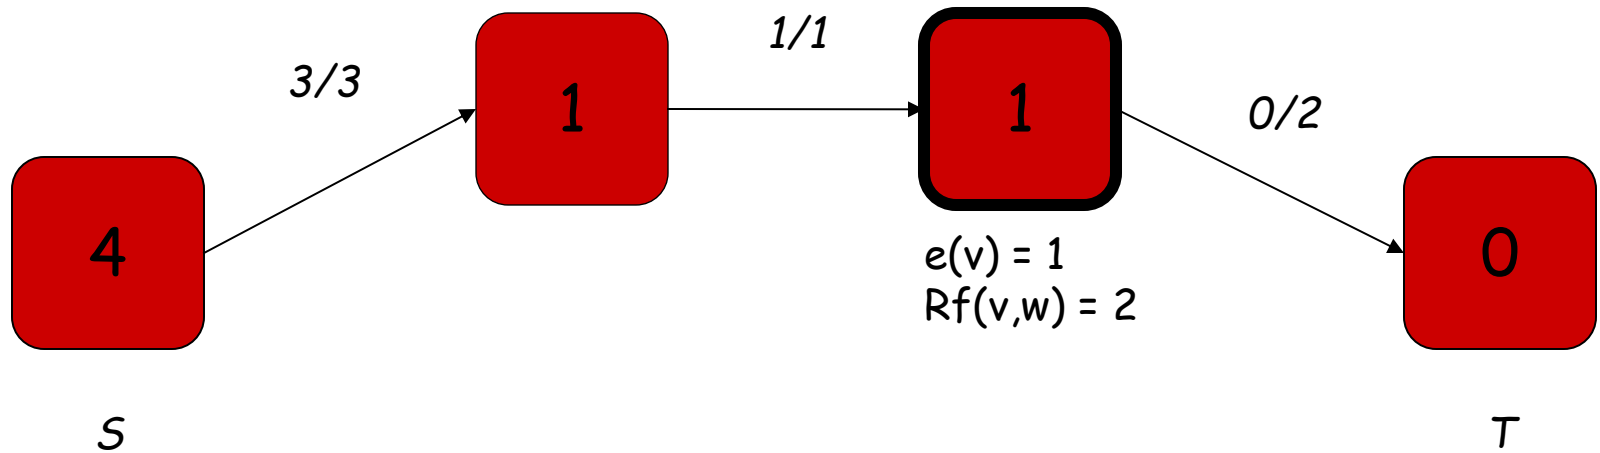 3/3
1/1
0/2
4
1
1
0
e(v) = 1
Rf(v,w) = 2
S
T